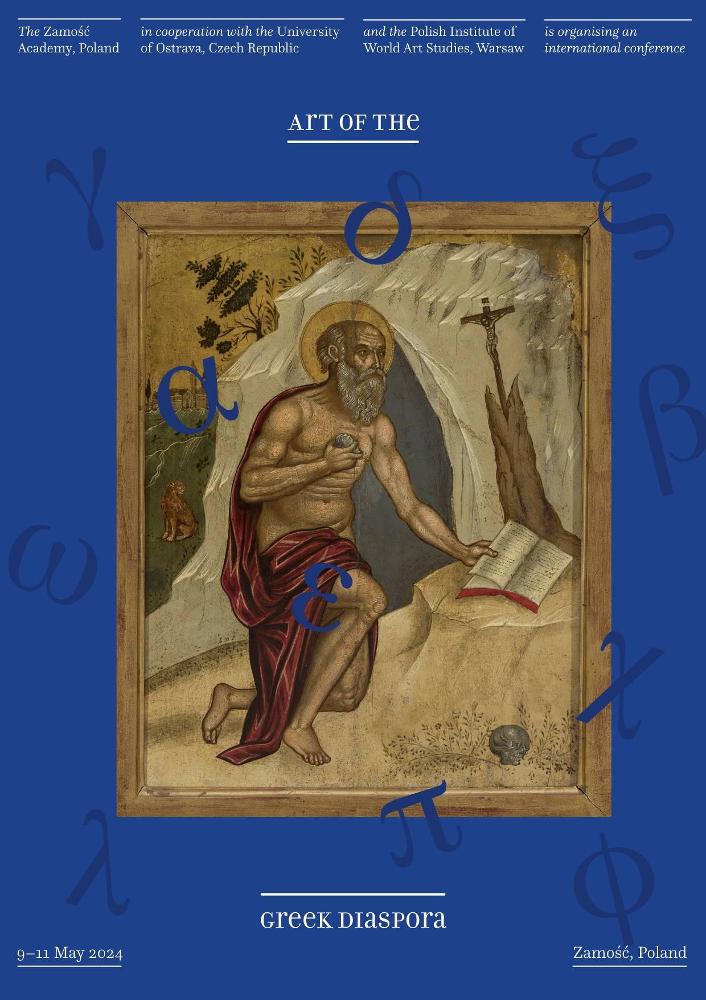 The Zamość
Academy, Poland
in cooperation with the University
of Ostrava, Czech Republic
and the Polish Institute of
World Art Studies, Warsaw
is organising an
international conference
ArT OF THe
γ
ξ
δ
α
β
ω
ε
χ
π
λ
ϕ
Greek DIasPora
9–11 May 2024
Zamość, Poland